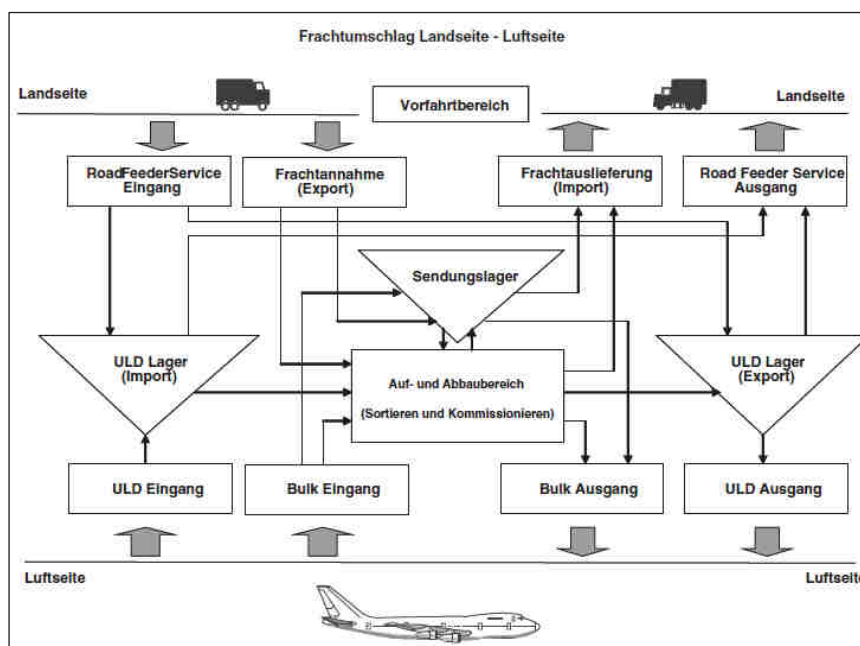 Frachtumschlag Landseite - Luftseite
Landseite
Vorfahrtbereich
Landseite
RoadFeederService
Eingang
Frachtannahme
(Export)
Frachtauslieferung
(Import)
Road Feeder Service
Ausgang
Sendungslager
ULD Lager
(Import)
Auf- und Abbaubereich
(Sortieren und Kommissionieren)
ULD Lager
(Export)
ULD Eingang
Bulk Eingang
Bulk Ausgang
ULD Ausgang
Luftseite
Luftseite